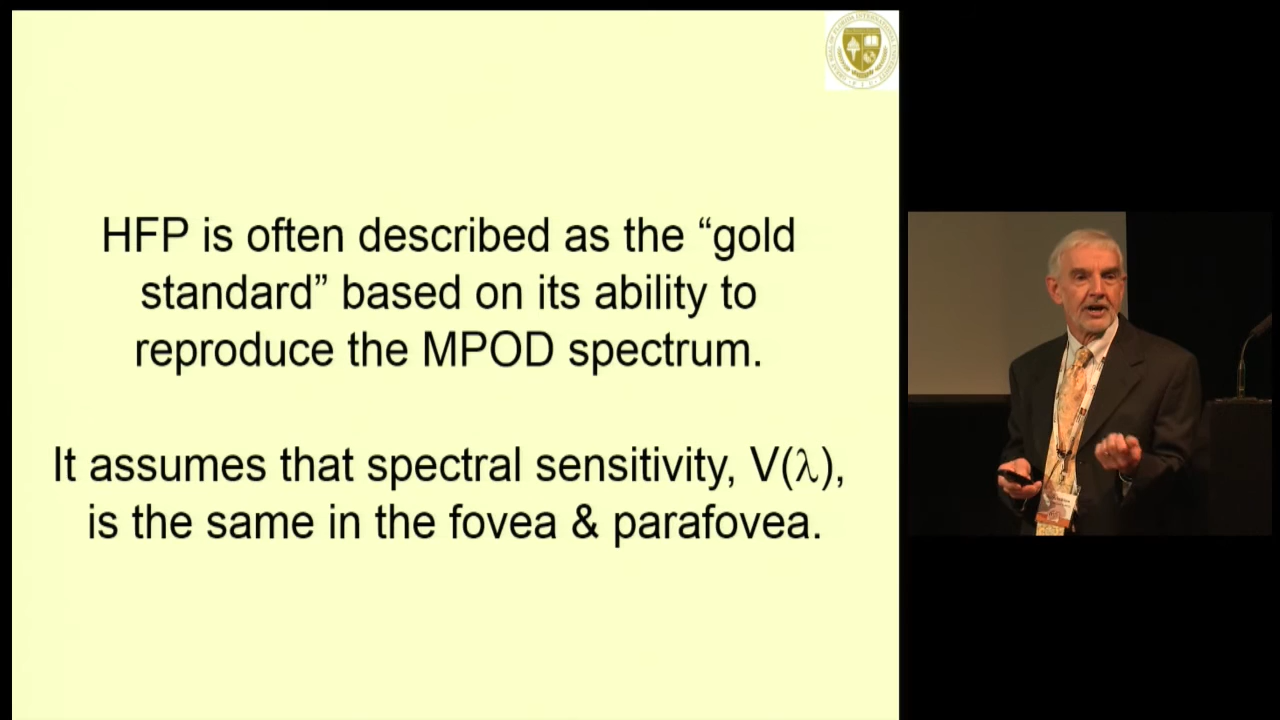 HFP is often described as the “gold
standard” based on its ability to
reproduce the MPOD spectrum.
It assumes that spectral sensitivity, V(λ),
is the same in the fovea & parafovea.